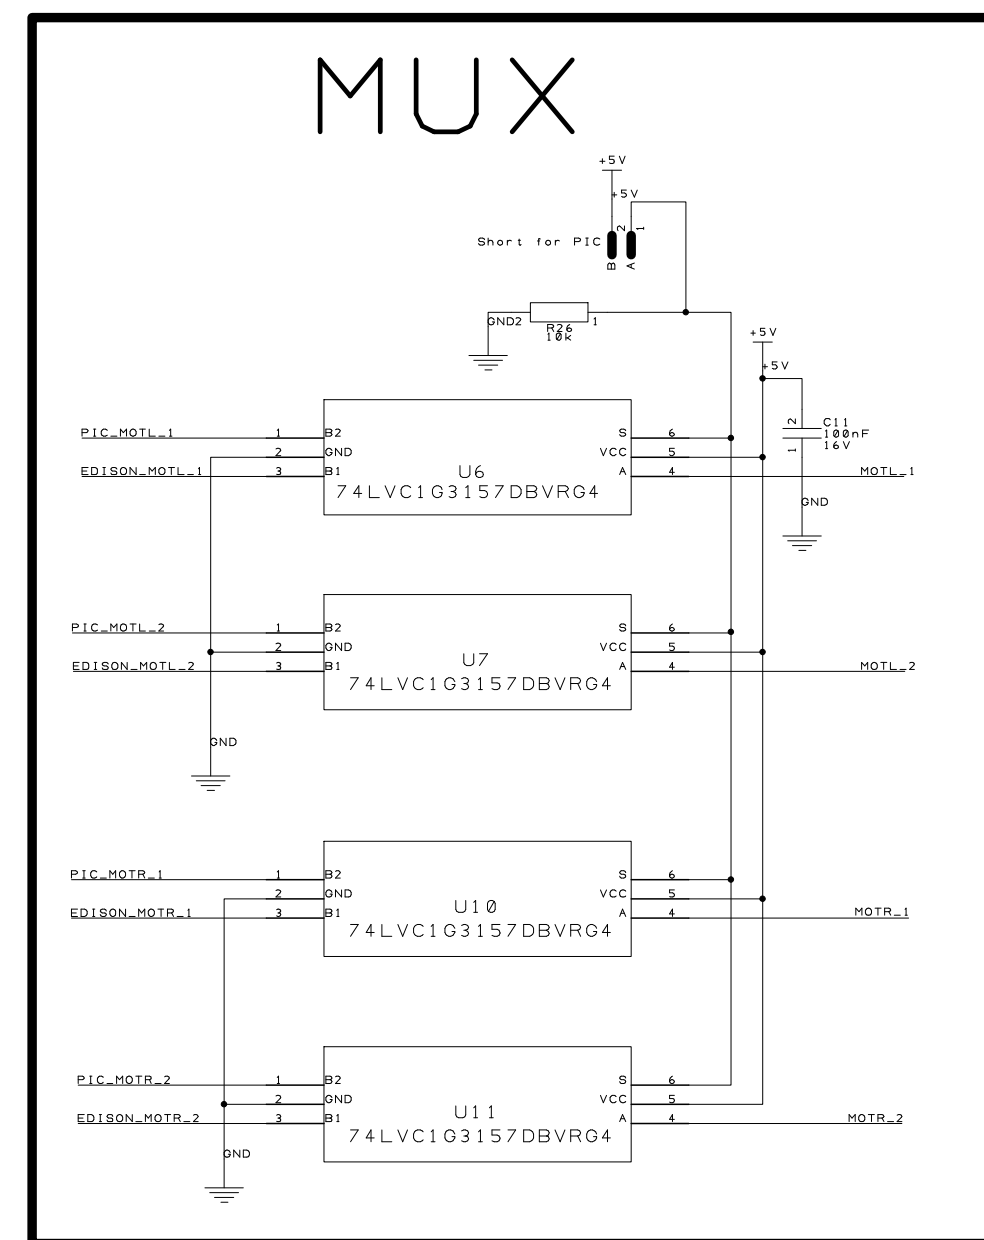 MUX
+5V
+5V
2 1
Short for PIC
B A
GND2
R26
1
10k
+5V
+5V
2
C11
100nF
16V
1
GND
PIC_MOTL_1 1 B2 S 6
2 GND VCC 5
EDISON_MOTL_1 3 B1 A 4 MOTL_1
U6
74LVC1G3157DBVRG4
PIC_MOTL_2 1 B2 S 6
2 GND VCC 5
EDISON_MOTL_2 3 B1 A 4 MOTL_2
U7
74LVC1G3157DBVRG4
GND
PIC_MOTR_1 1 B2 S 6
2 GND VCC 5
EDISON_MOTR_1 3 B1 A 4 MOTR_1
U10
74LVC1G3157DBVRG4
PIC_MOTR_2 1 B2 S 6
2 GND VCC 5
EDISON_MOTR_2 3 B1 A 4 MOTR_2
U11
74LVC1G3157DBVRG4
GND